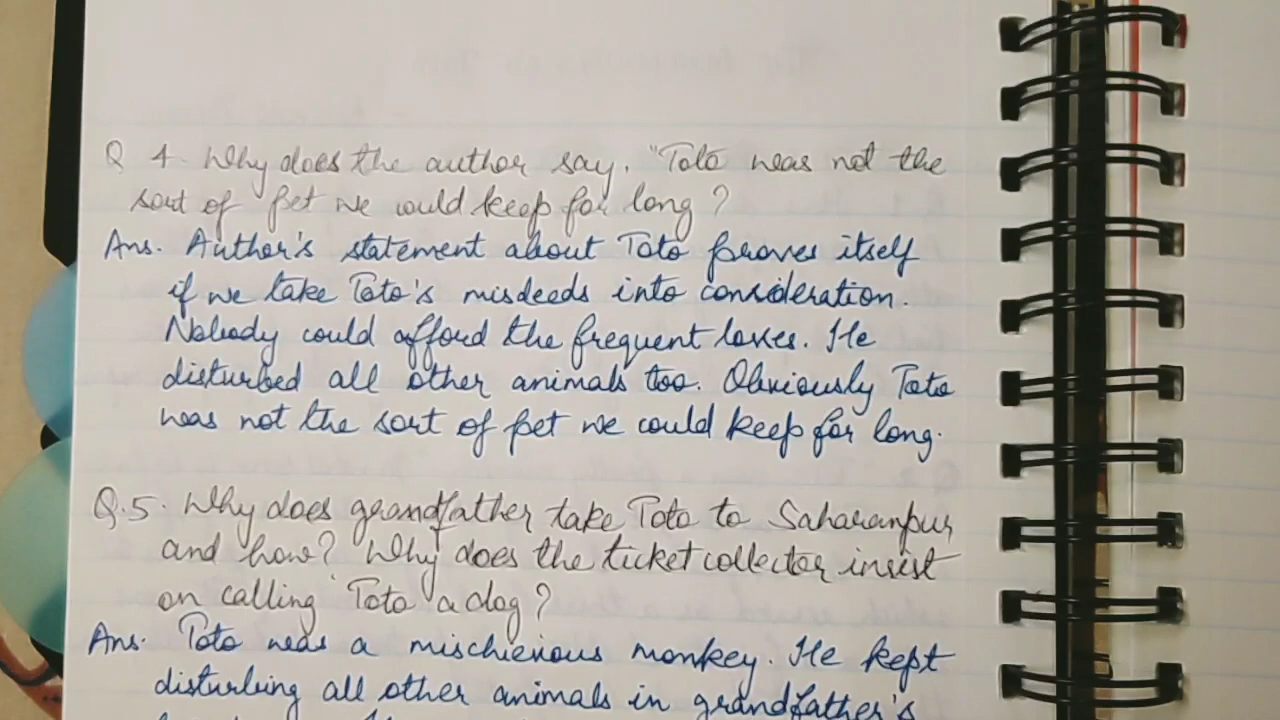 Q 4. Why does the author say, "Toto was not the
sort of pet we could keep for long ?
Ans. Author's statement about Toto proves itself
if we take Toto's misdeeds into consideration.
Nobody could afford the frequent loses. He
disturbed all other animals too. Obviously Toto
was not the sort of pet we could keep for long.
Q.5. Why does grandfather take Toto to Saharanpur
and how? Why does the ticket collector insist
on calling Toto a dog ?
Ans. Toto was a mischievous monkey. He kept
disturbing all other animals in grandfather's